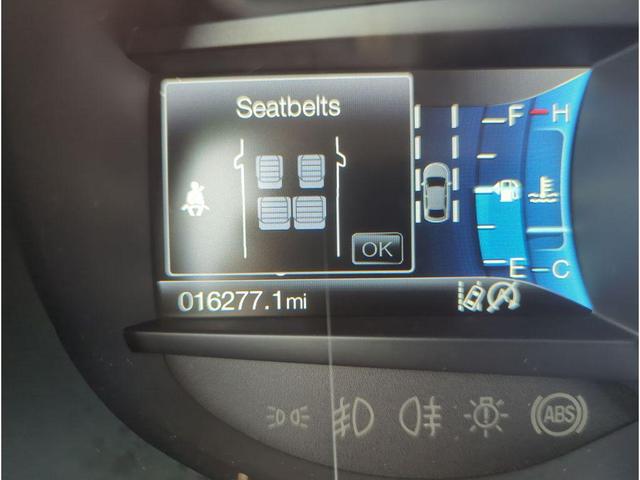 Seatbelts
OK
F
H
E
C
016277.1mi
ABS